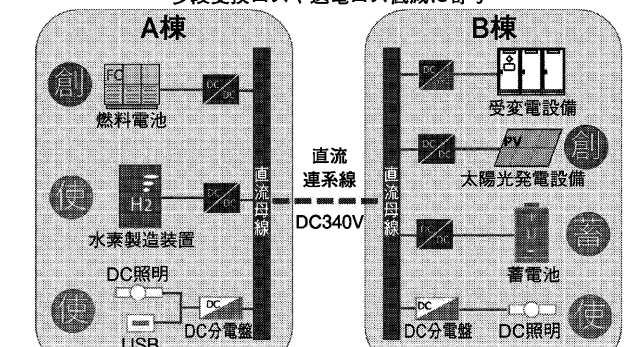 A棟
創
FC
DC
DC
燃料電池
使
H2
DC
DC
水素製造装置
DC照明
使
USB
DC
DC分電盤
直流母線
直流
連系線
DC340V
B棟
直流母線
DC
DC
受変電設備
DC
DC
PV
創
太陽光発電設備
DC
DC
蓄
蓄電池
DC
DC分電盤
DC照明
使